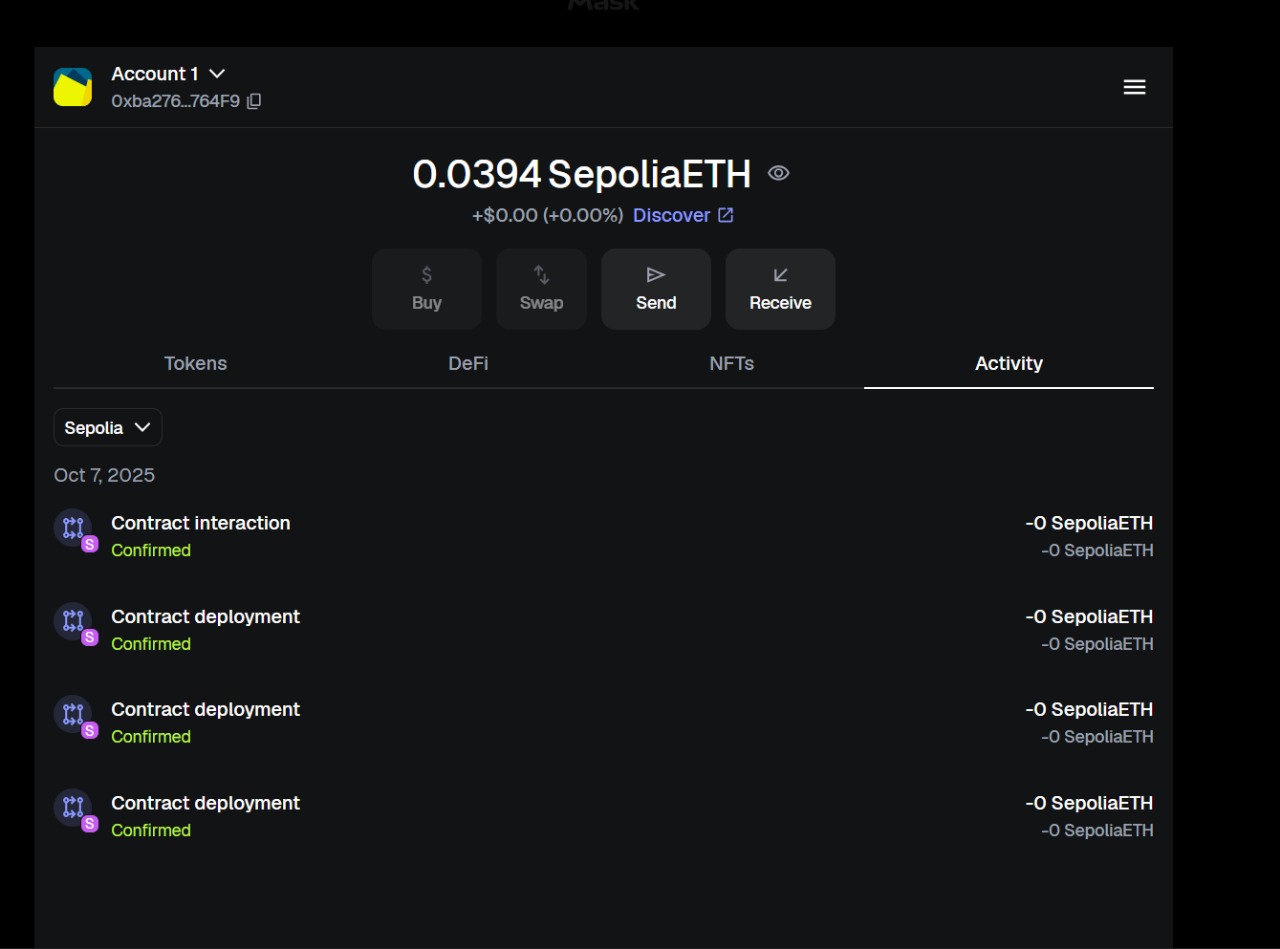 Mask
Account 1
0xba276...764F9
0.0394 SepoliaETH
+$0.00 (+0.00%) Discover
$
Buy
Swap
Send
Receive
Tokens DeFi NFTs Activity
Sepolia
Oct 7, 2025
Contract interaction -0 SepoliaETH
Confirmed -0 SepoliaETH
S
Contract deployment -0 SepoliaETH
Confirmed -0 SepoliaETH
S
Contract deployment -0 SepoliaETH
Confirmed -0 SepoliaETH
S
Contract deployment -0 SepoliaETH
Confirmed -0 SepoliaETH
S